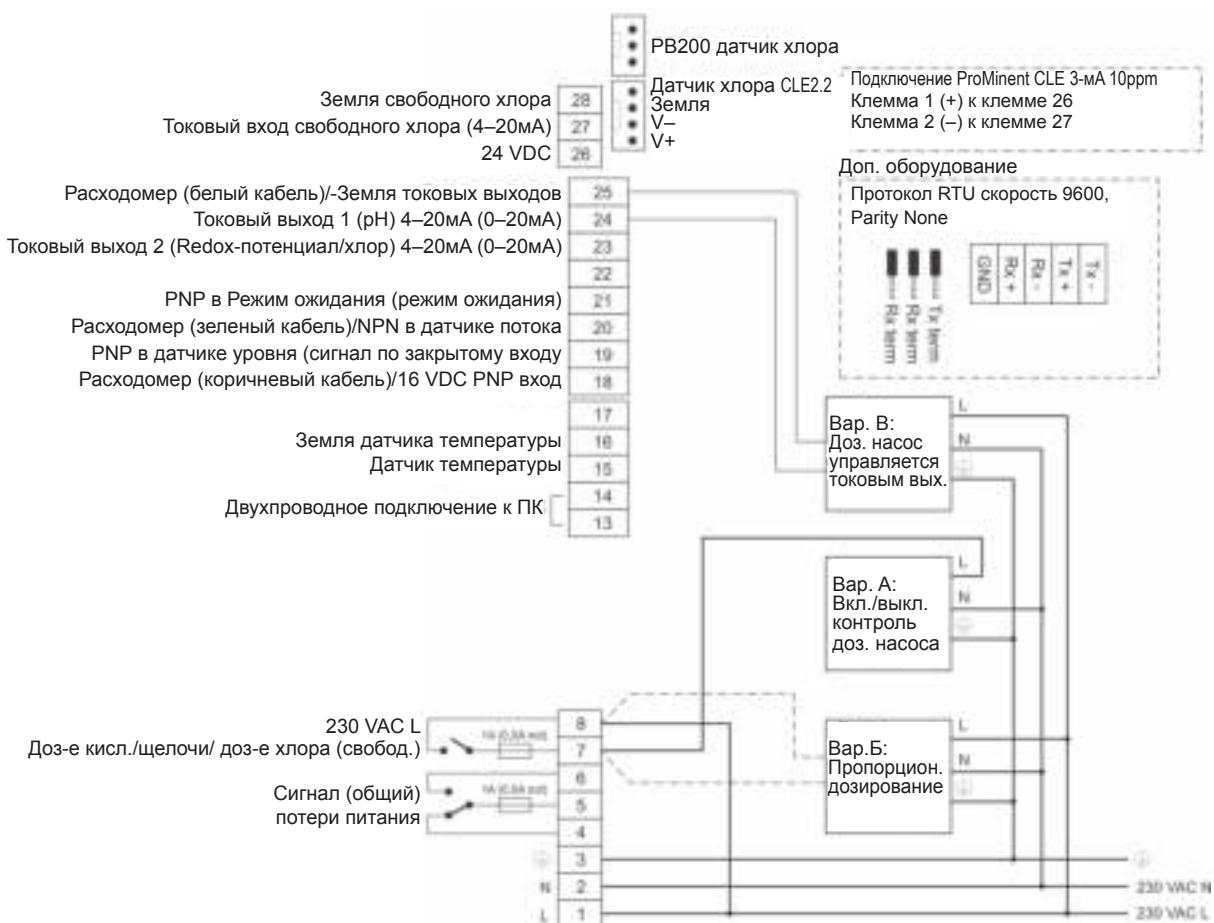 PB200 датчик хлора
Датчик хлора CLE2.2
Земля
V–
V+
Подключение ProMinent CLE 3-мА 10ppm
Клемма 1 (+) к клемме 26
Клемма 2 (–) к клемме 27
Земля свободного хлора 28
Токовый вход свободного хлора (4–20мА) 27
24 VDC 26
Доп. оборудование
Протокол RTU скорость 9600,
Parity None
GND
Rx +
Rx -
Tx +
Tx -
Rx term
Rx term
Tx term
Расходомер (белый кабель)/-Земля токовых выходов 25
Токовый выход 1 (pH) 4–20мА (0–20мА) 24
Токовый выход 2 (Redox-потенциал/хлор) 4–20мА (0–20мА) 23
22
PNP в Режим ожидания (режим ожидания) 21
Расходомер (зеленый кабель)/NPN в датчике потока 20
PNP в датчике уровня (сигнал по закрытому входу 19
Расходомер (коричневый кабель)/16 VDC PNP вход 18
17
Земля датчика температуры 16
Датчик температуры 15
14
Двухпроводное подключение к ПК
13
Вар. В:
Доз. насос
управляется
токовым вых.
L
N
Вар. А:
Вкл./выкл.
контроль
доз. насоса
L
N
Вар.Б:
Пропорцион.
дозирование
L
N
230 VAC L 8
Доз-е кисл./щелочи/ доз-е хлора (свобод.) 7
6
Сигнал (общий)
потери питания
5
4
3
N 2 230 VAC N
L 1 230 VAC L